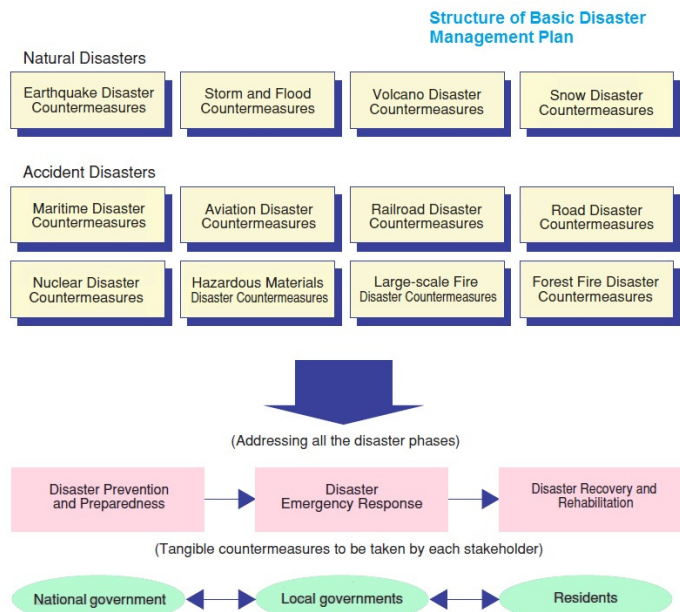 Structure of Basic Disaster
Management Plan
Natural Disasters
Earthquake Disaster
Countermeasures
Storm and Flood
Countermeasures
Volcano Disaster
Countermeasures
Snow Disaster
Countermeasures
Accident Disasters
Maritime Disaster
Countermeasures
Aviation Disaster
Countermeasures
Railroad Disaster
Countermeasures
Road Disaster
Countermeasures
Nuclear Disaster
Countermeasures
Hazardous Materials
Disaster Countermeasures
Large-scale Fire
Disaster Countermeasures
Forest Fire Disaster
Countermeasures
(Addressing all the disaster phases)
Disaster Prevention
and Preparedness
Disaster
Emergency Response
Disaster Recovery and
Rehabilitation
(Tangible countermeasures to be taken by each stakeholder)
National government
Local governments
Residents